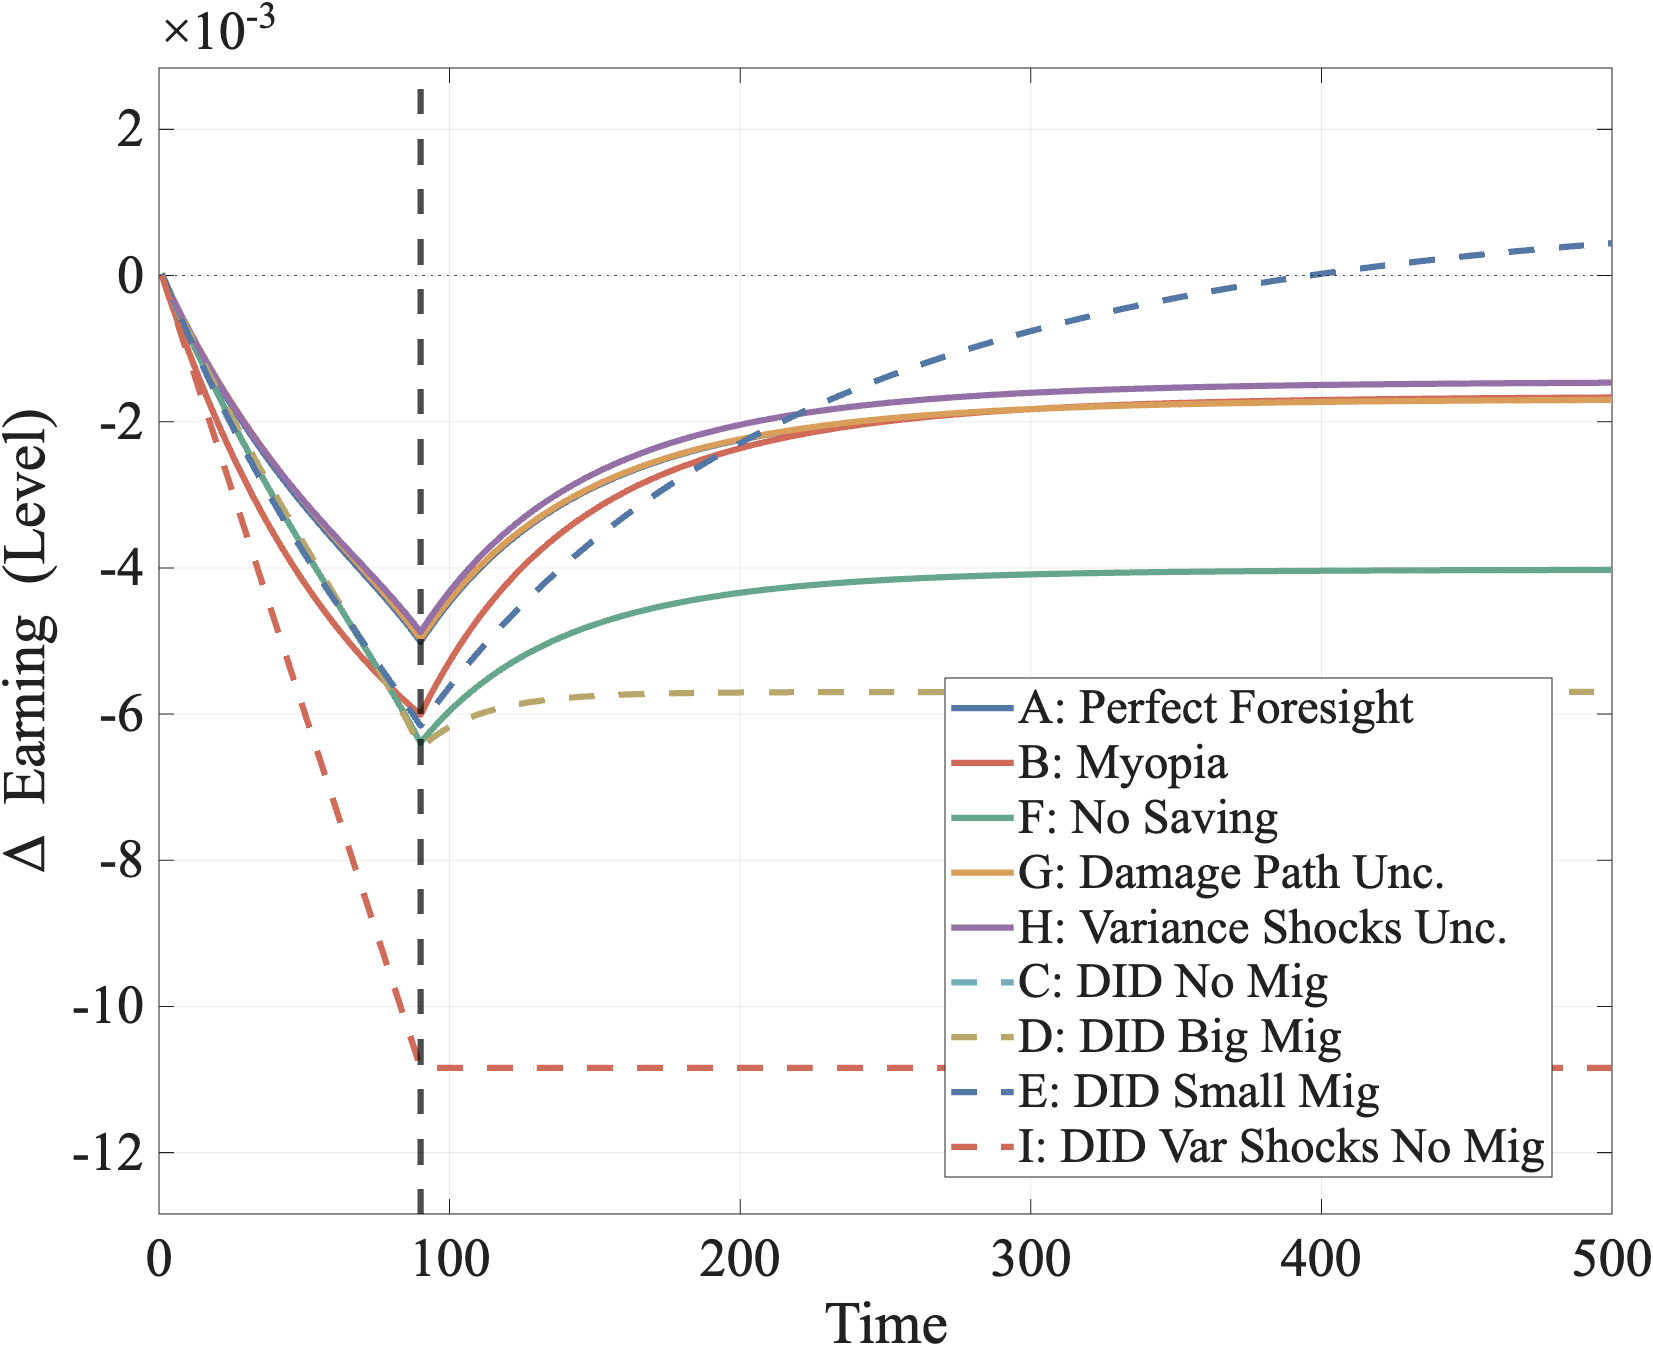 ×10-3
2
0
-2
-4
-6
-8
-10
-12
Δ Earning (Level)
A: Perfect Foresight
B: Myopia
F: No Saving
G: Damage Path Unc.
H: Variance Shocks Unc.
C: DID No Mig
D: DID Big Mig
E: DID Small Mig
I: DID Var Shocks No Mig
0 100 200 300 400 500
Time